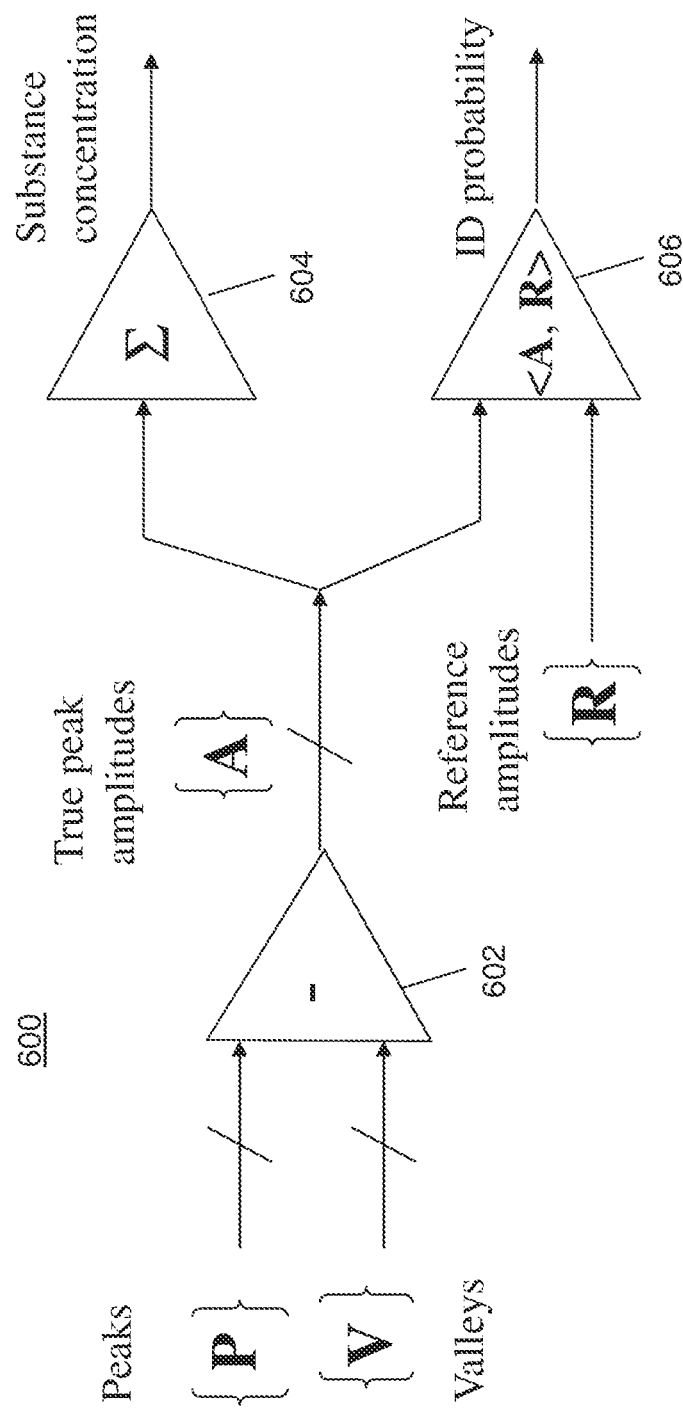 600
Peaks
{P}
{V}
Valleys
-
602
True peak
amplitudes
{A}
Reference
amplitudes
{R}
Σ
604
Substance
concentration
<A, R>
606
ID probability